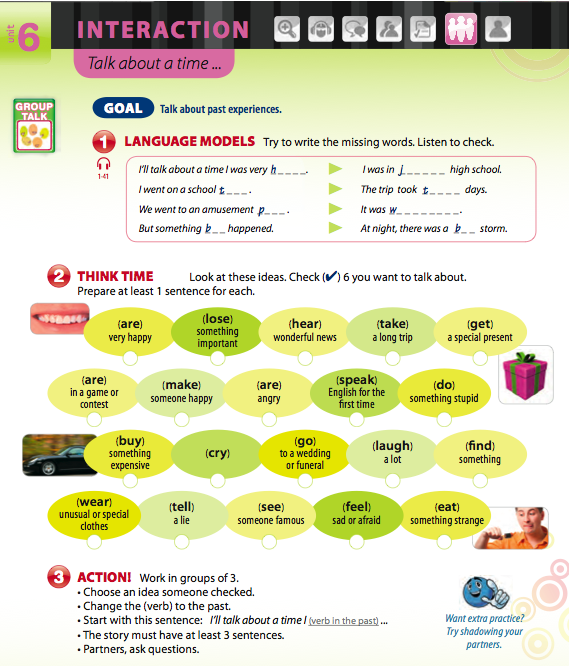 unit 6 INTERACTION
Talk about a time ...
GROUP TALK
GOAL Talk about past experiences.
1 LANGUAGE MODELS Try to write the missing words. Listen to check.
1-41
I'll talk about a time I was very h____. I was in j______ high school.
I went on a school t___. The trip took t____ days.
We went to an amusement p___. It was w_________.
But something b__ happened. At night, there was a b__ storm.
2 THINK TIME Look at these ideas. Check (✔) 6 you want to talk about.
Prepare at least 1 sentence for each.
(are) very happy
(lose) something important
(hear) wonderful news
(take) a long trip
(get) a special present
(are) in a game or contest
(make) someone happy
(are) angry
(speak) English for the first time
(do) something stupid
(buy) something expensive
(cry)
(go) to a wedding or funeral
(laugh) a lot
(find) something
(wear) unusual or special clothes
(tell) a lie
(see) someone famous
(feel) sad or afraid
(eat) something strange
3 ACTION! Work in groups of 3.
• Choose an idea someone checked.
• Change the (verb) to the past.
• Start with this sentence: I'll talk about a time I (verb in the past) ...
• The story must have at least 3 sentences.
• Partners, ask questions.
Want extra practice?
Try shadowing your
partners.